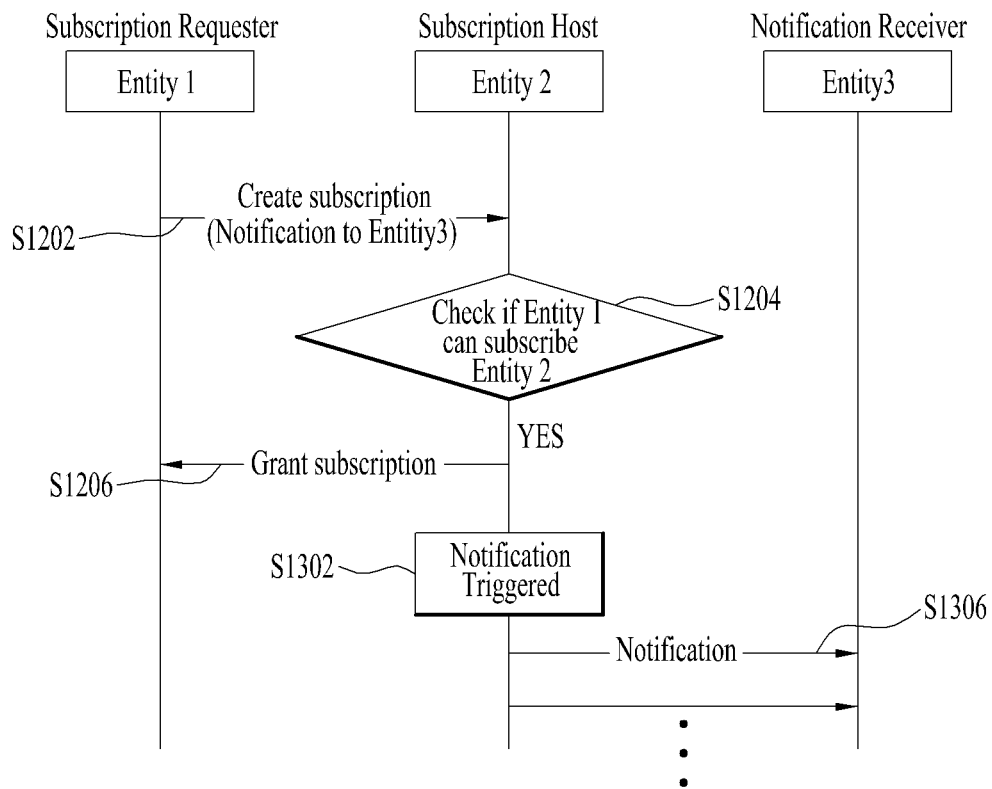 Subscription Requester
Subscription Host
Notification Receiver
Entity 1
Entity 2
Entity3
Create subscription
(Notification to Entitiy3)
S1202
S1204
Check if Entity 1
can subscribe
Entity 2
YES
Grant subscription
S1206
Notification
Triggered
S1302
S1306
Notification